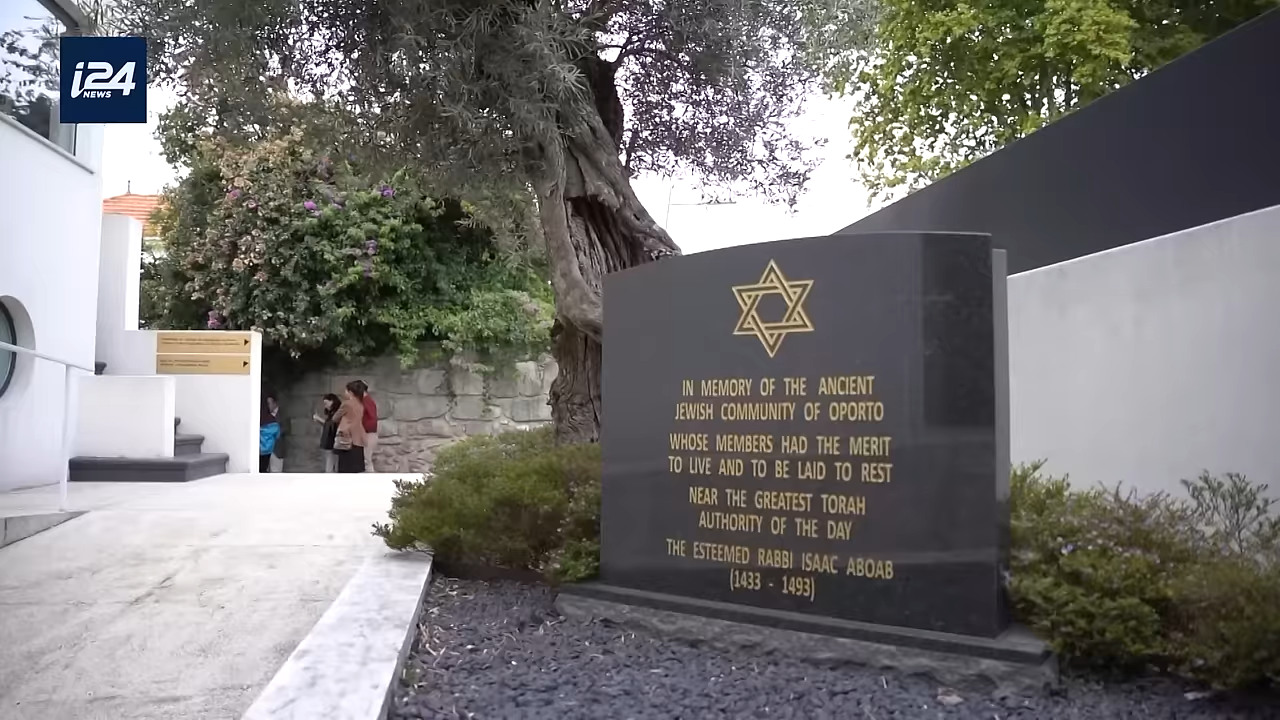 i24
NEWS
IN MEMORY OF THE ANCIENT
JEWISH COMMUNITY OF OPORTO
WHOSE MEMBERS HAD THE MERIT
TO LIVE AND TO BE LAID TO REST
NEAR THE GREATEST TORAH
AUTHORITY OF THE DAY
THE ESTEEMED RABBI ISAAC ABOAB
(1433 - 1493)